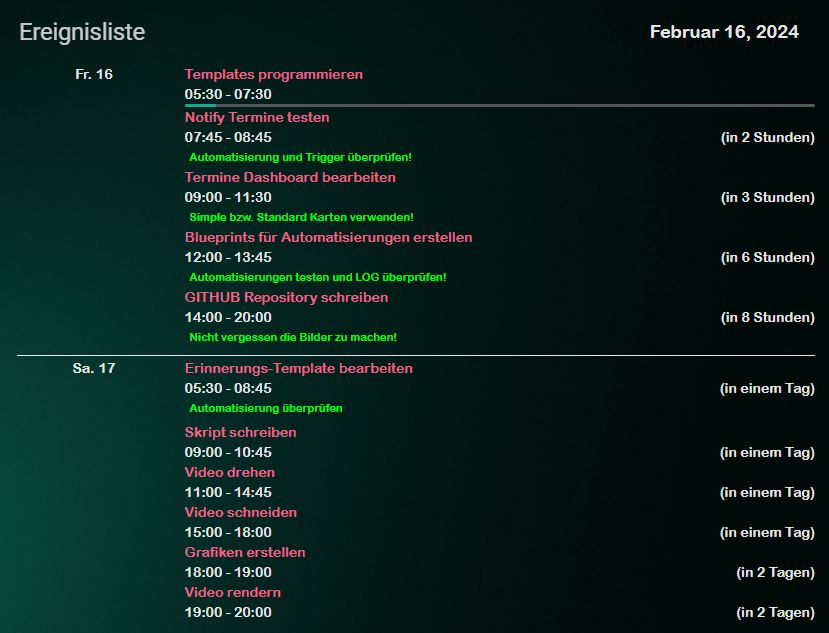 Ereignisliste
Februar 16, 2024
Fr. 16
Templates programmieren
05:30 - 07:30
Notify Termine testen
07:45 - 08:45 (in 2 Stunden)
Automatisierung und Trigger überprüfen!
Termine Dashboard bearbeiten
09:00 - 11:30 (in 3 Stunden)
Simple bzw. Standard Karten verwenden!
Blueprints für Automatisierungen erstellen
12:00 - 13:45 (in 6 Stunden)
Automatisierungen testen und LOG überprüfen!
GITHUB Repository schreiben
14:00 - 20:00 (in 8 Stunden)
Nicht vergessen die Bilder zu machen!
Sa. 17
Erinnerungs-Template bearbeiten
05:30 - 08:45 (in einem Tag)
Automatisierung überprüfen
Skript schreiben
09:00 - 10:45 (in einem Tag)
Video drehen
11:00 - 14:45 (in einem Tag)
Video schneiden
15:00 - 18:00 (in einem Tag)
Grafiken erstellen
18:00 - 19:00 (in 2 Tagen)
Video rendern
19:00 - 20:00 (in 2 Tagen)